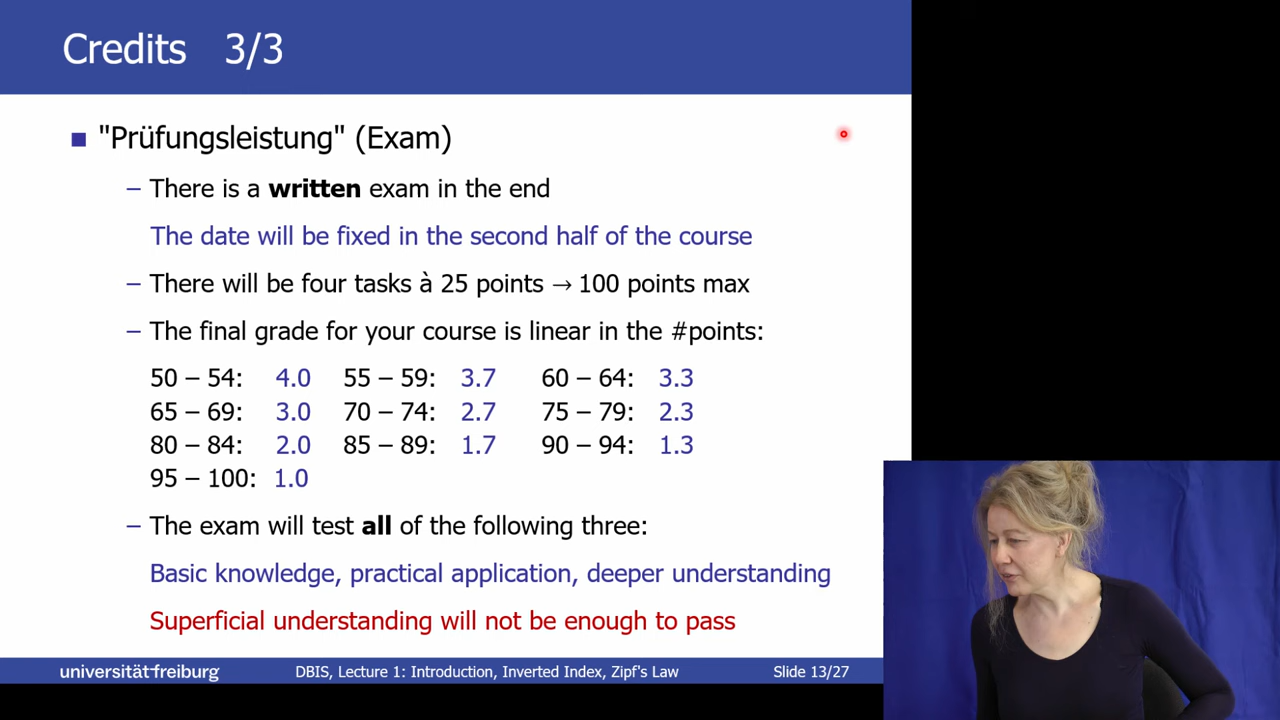 Credits 3/3
■ "Prüfungsleistung" (Exam)
– There is a written exam in the end
The date will be fixed in the second half of the course
– There will be four tasks à 25 points → 100 points max
– The final grade for your course is linear in the #points:
50 – 54: 4.0 55 – 59: 3.7 60 – 64: 3.3
65 – 69: 3.0 70 – 74: 2.7 75 – 79: 2.3
80 – 84: 2.0 85 – 89: 1.7 90 – 94: 1.3
95 – 100: 1.0
– The exam will test all of the following three:
Basic knowledge, practical application, deeper understanding
Superficial understanding will not be enough to pass
universität freiburg DBIS, Lecture 1: Introduction, Inverted Index, Zipf's Law Slide 13/27